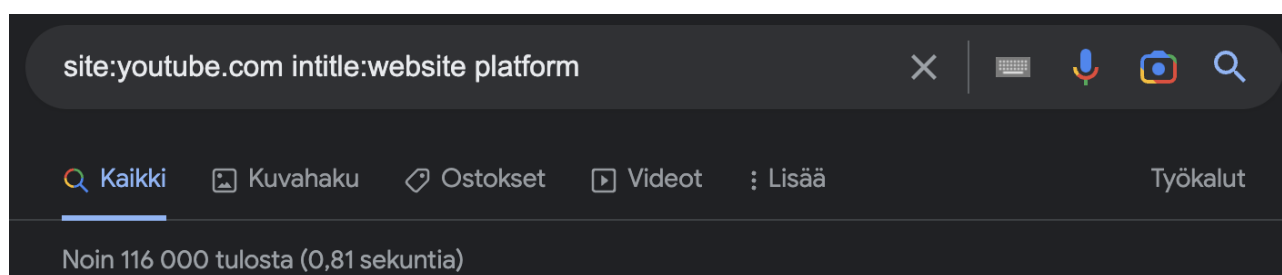 site:youtube.com intitle:website platform
Kaikki Kuvahaku Ostokset Videot Lisää Työkalut
Noin 116 000 tulosta (0,81 sekuntia)